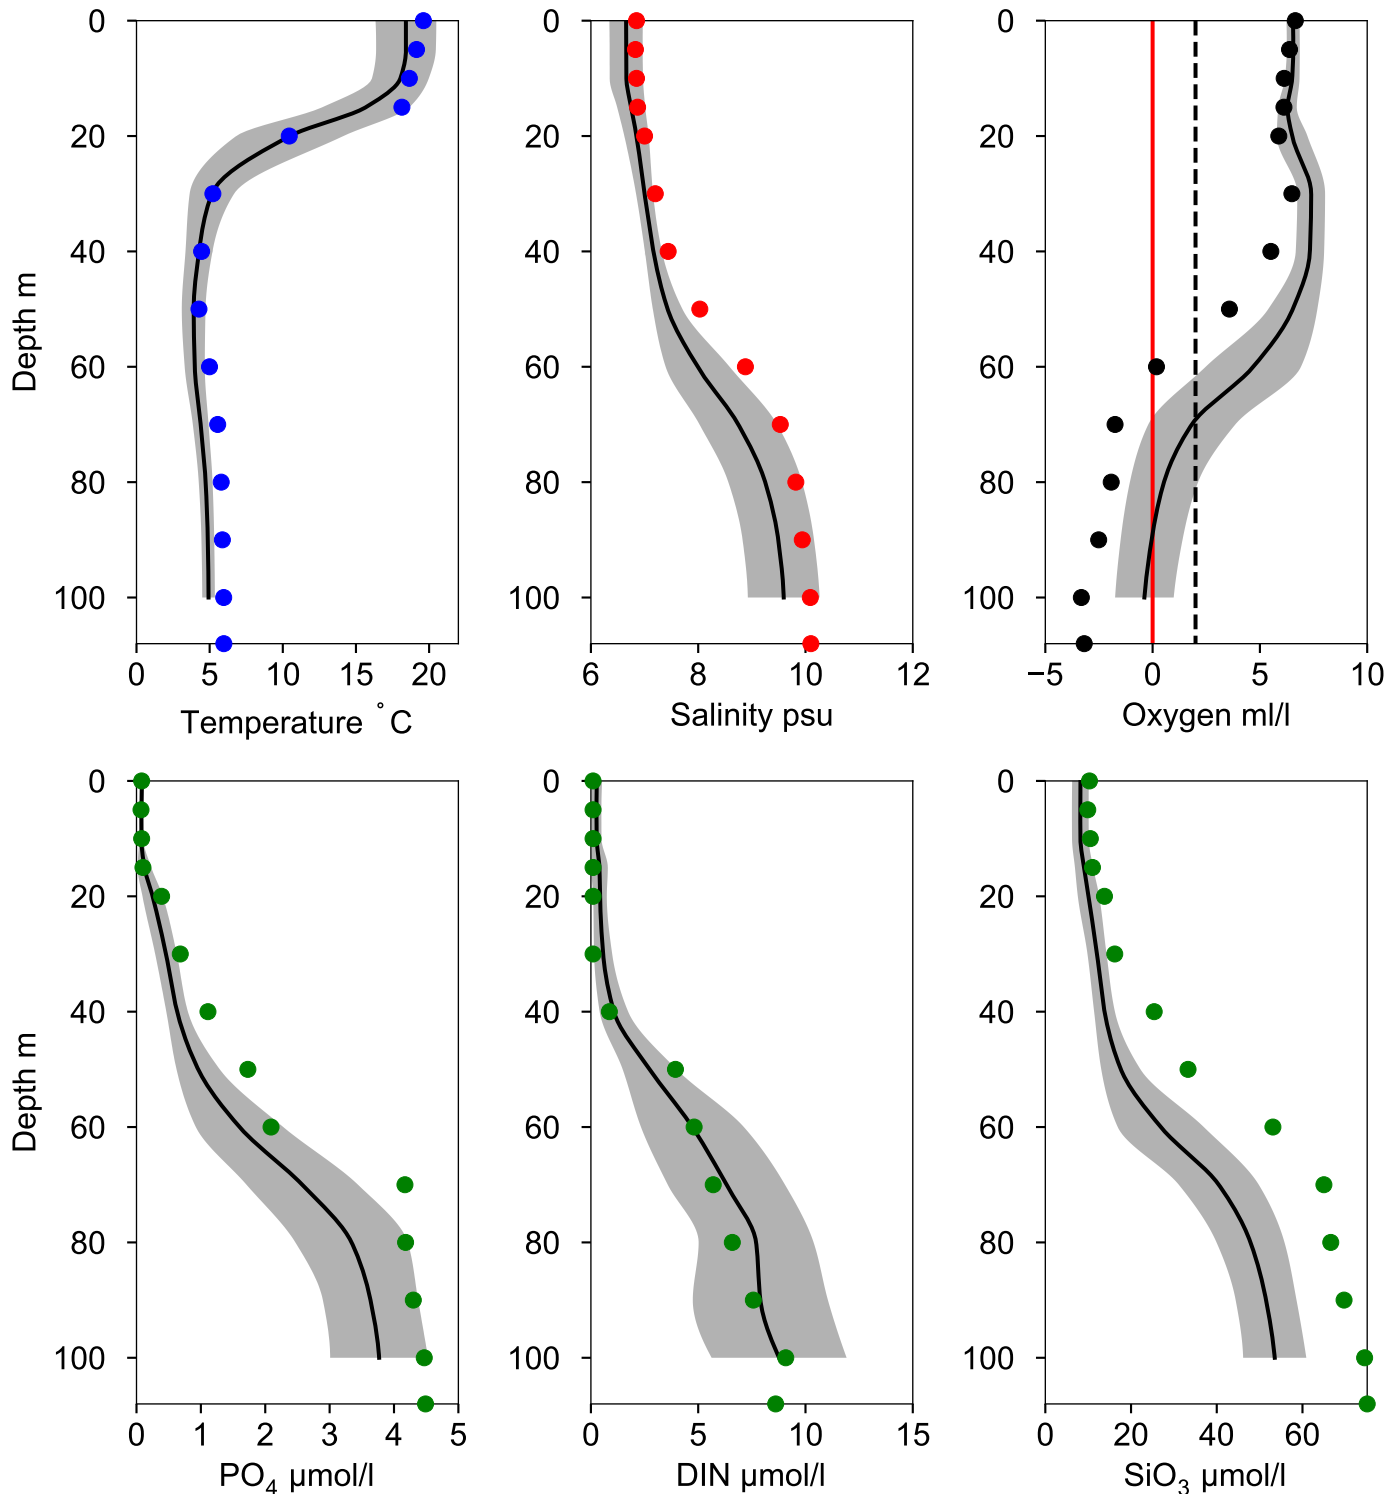 0
20
40
60
80
100
Depth m
0 5 10 15 20
Temperature ˚C
0
20
40
60
80
100
6 8 10 12
Salinity psu
0
20
40
60
80
100
−5 0 5 10
Oxygen ml/l
0
20
40
60
80
100
Depth m
0 1 2 3 4 5
PO₄ µmol/l
0
20
40
60
80
100
0 5 10 15
DIN µmol/l
0
20
40
60
80
100
0 20 40 60
SiO₃ µmol/l